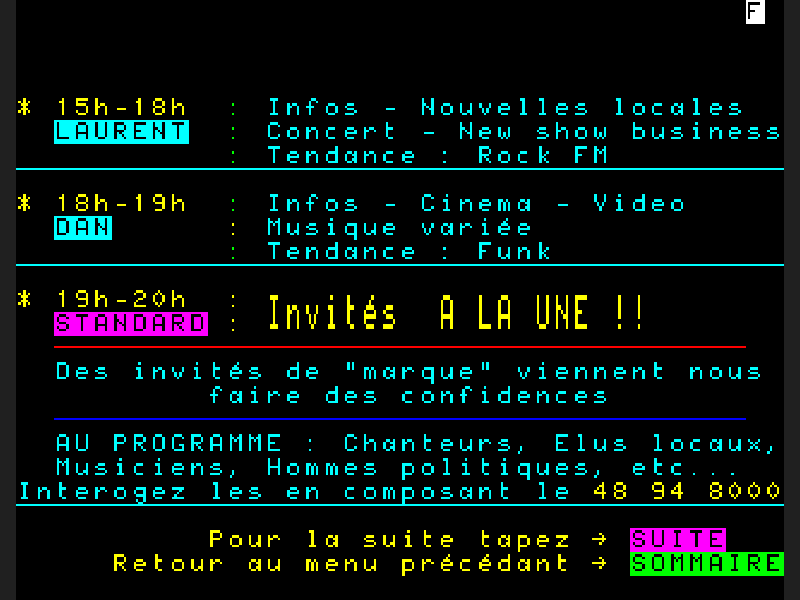 F
* 15h-18h : Infos - Nouvelles locales
LAURENT : Concert - New show business
: Tendance : Rock FM
* 18h-19h : Infos - Cinema - Video
DAN : Musique variée
: Tendance : Funk
* 19h-20h : Invités A LA UNE !!
STANDARD :
Des invités de "marque" viennent nous
faire des confidences
AU PROGRAMME : Chanteurs, Elus locaux,
Musiciens, Hommes politiques, etc...
Interogez les en composant le 48 94 8000
Pour la suite tapez → SUITE
Retour au menu précédant → SOMMAIRE